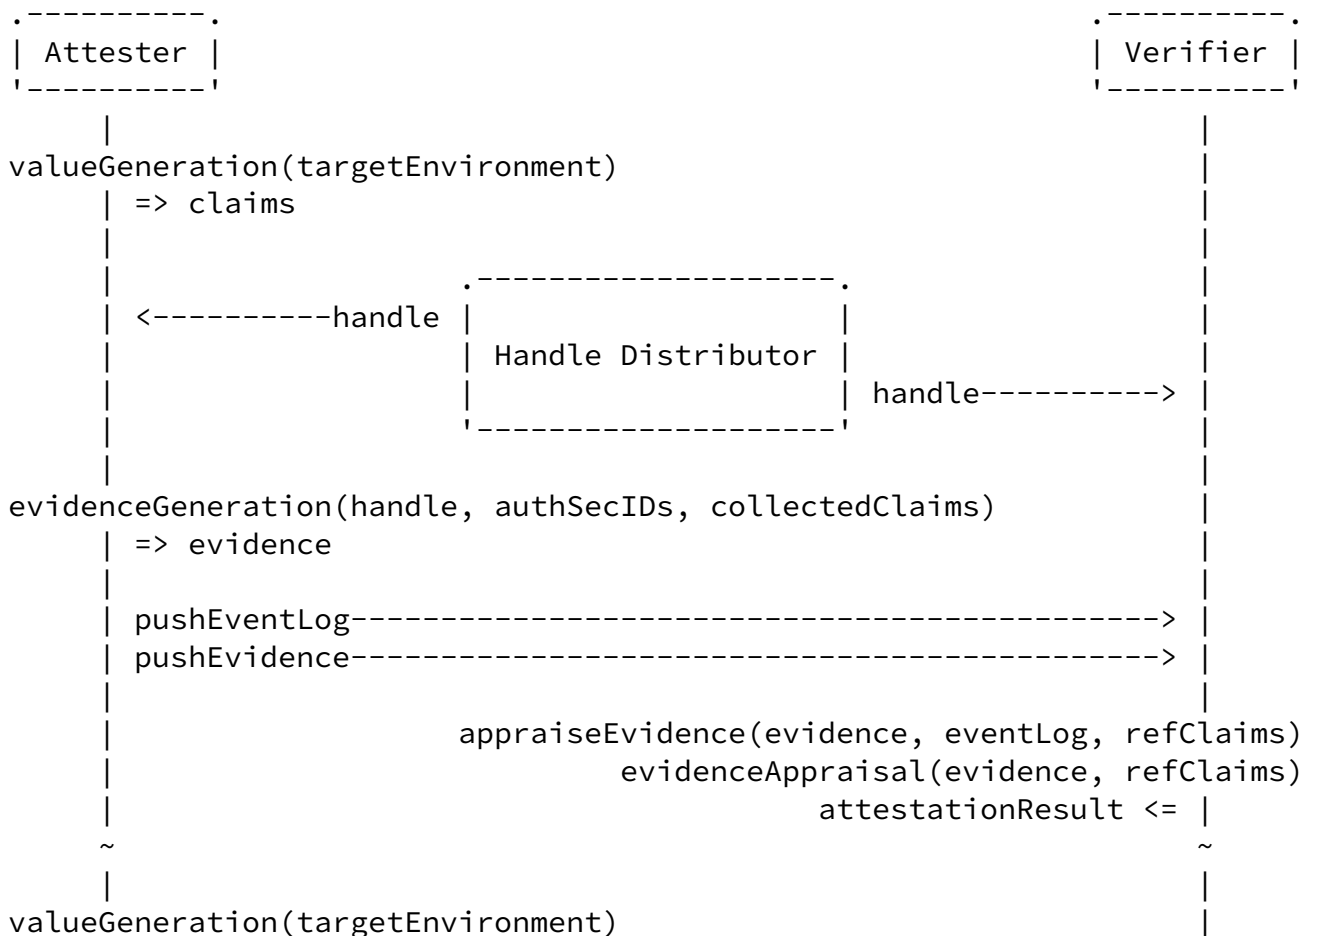 .----------.                                                .----------.
| Attester |                                                | Verifier |
'----------'                                                '----------'
     |                                                            |
valueGeneration(targetEnvironment)                                |
     | => claims                                                  |
     |                                                            |
     |                   .--------------------.                   |
     | <----------handle |                    |                   |
     |                   | Handle Distributor |                   |
     |                   |                    | handle----------> |
     |                   '--------------------'                   |
     |                                                            |
evidenceGeneration(handle, authSecIDs, collectedClaims)           |
     | => evidence                                                |
     |                                                            |
     | pushEventLog---------------------------------------------> |
     | pushEvidence---------------------------------------------> |
     |                                                            |
     |                   appraiseEvidence(evidence, eventLog, refClaims)
     |                            evidenceAppraisal(evidence, refClaims)
     |                                       attestationResult <= |
     ~                                                            ~
     |                                                            |
valueGeneration(targetEnvironment)                                |